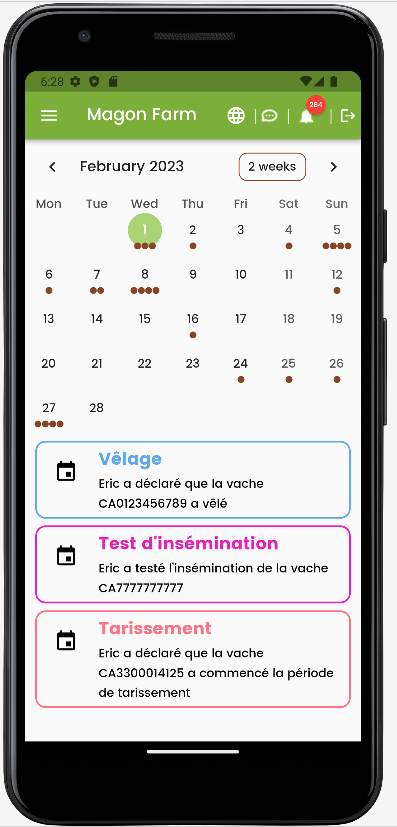 6:28
Magon Farm
264
February 2023
2 weeks
Mon Tue Wed Thu Fri Sat Sun
1 2 3 4 5
6 7 8 9 10 11 12
13 14 15 16 17 18 19
20 21 22 23 24 25 26
27 28
Vêlage
Eric a déclaré que la vache
CA0123456789 a vêlé
Test d'insémination
Eric a testé l'insémination de la vache
CA7777777777
Tarissement
Eric a déclaré que la vache
CA3300014125 a commencé la période
de tarissement